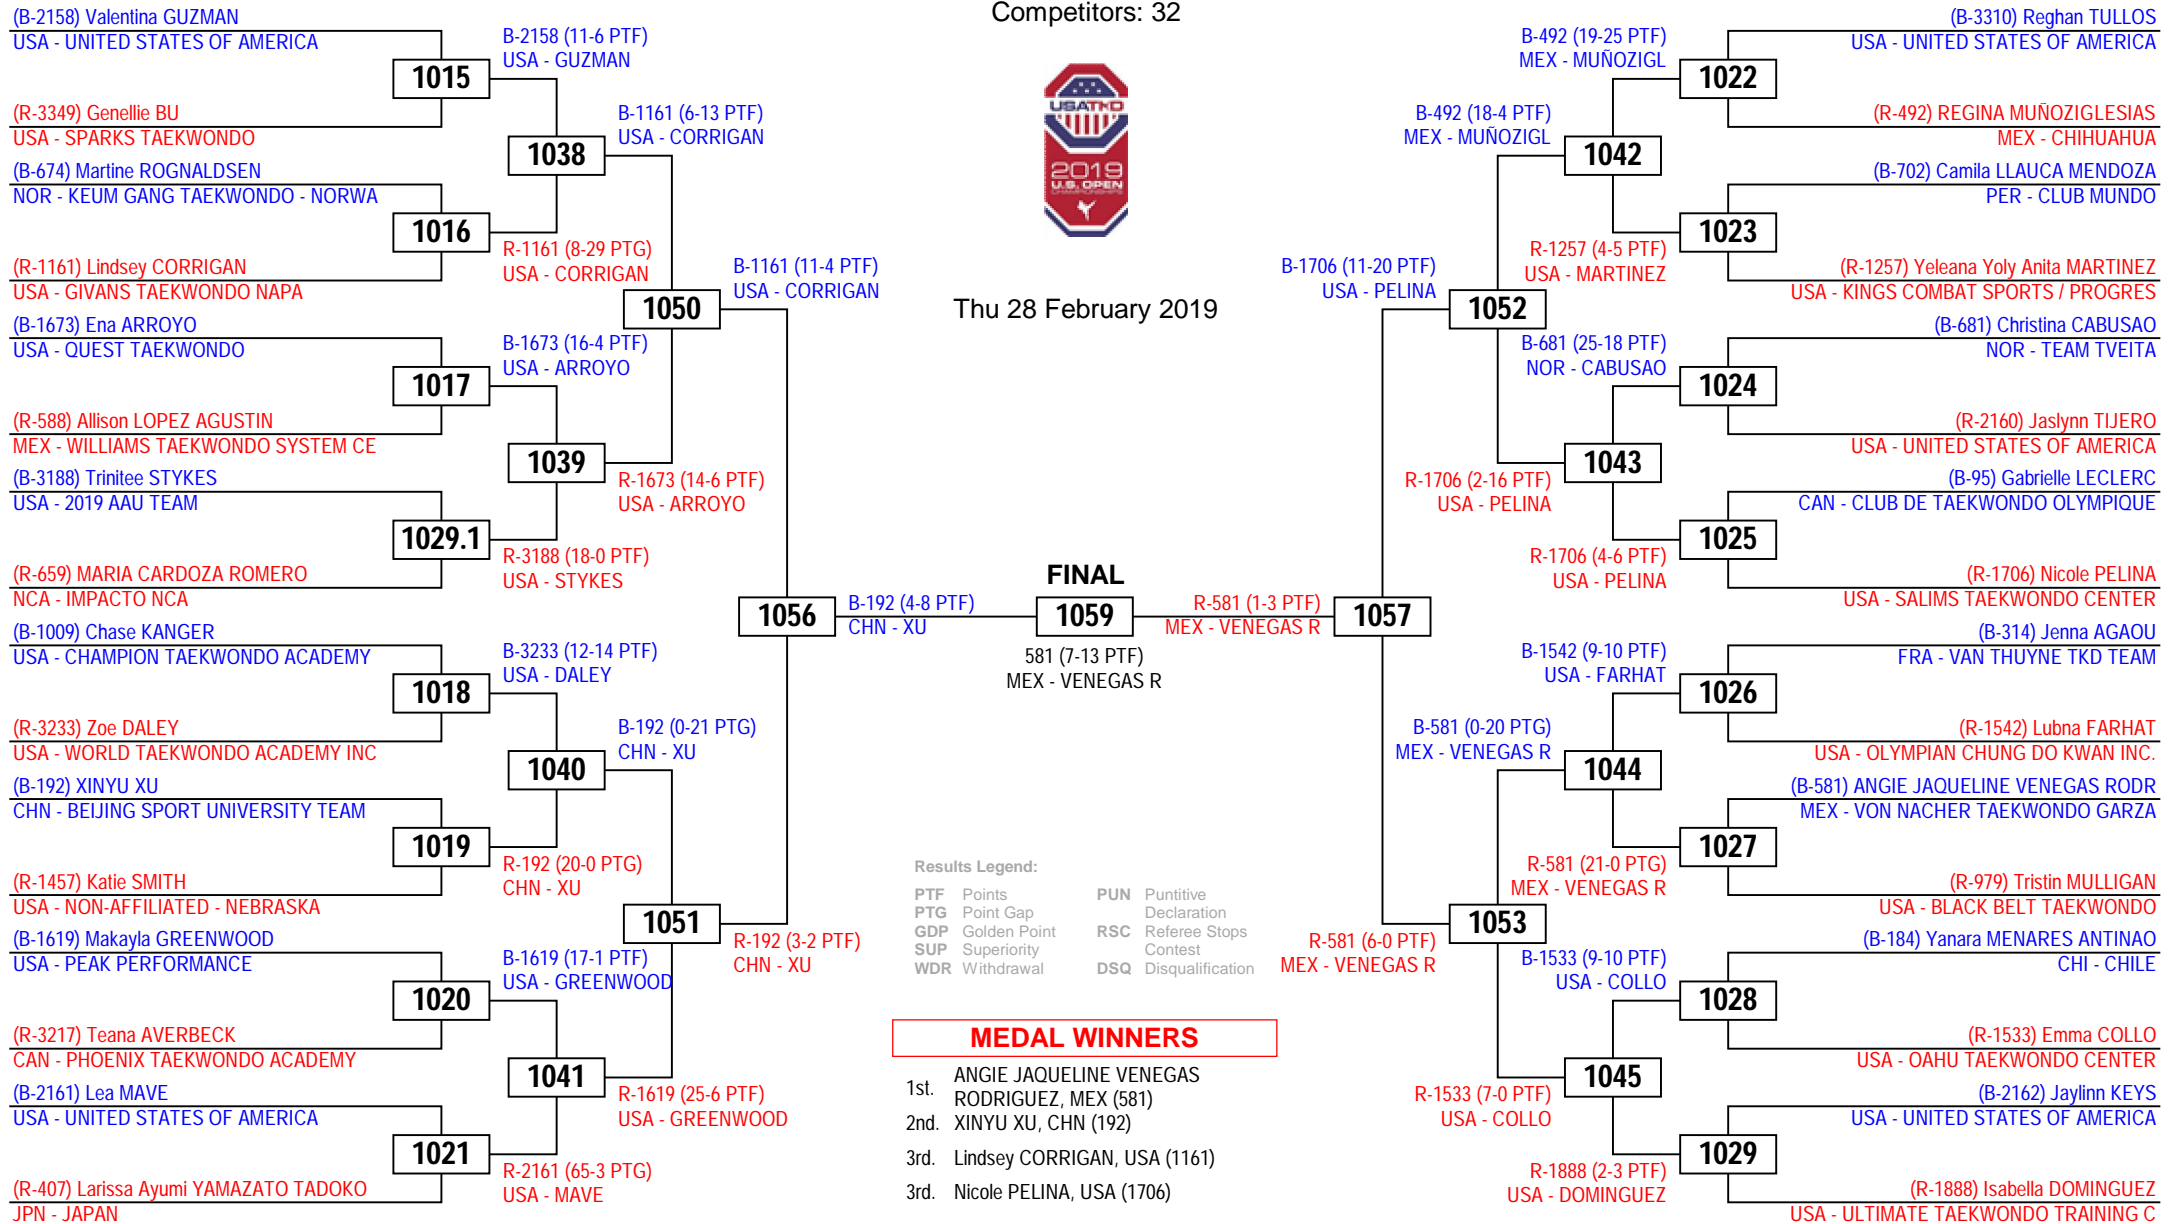 Competitors: 32
USATKD
2019
U.S. OPEN
CHAMPIONSHIPS
Thu 28 February 2019
(B-2158) Valentina GUZMAN
USA - UNITED STATES OF AMERICA
1015
(R-3349) Genellie BU
USA - SPARKS TAEKWONDO
(B-674) Martine ROGNALDSEN
NOR - KEUM GANG TAEKWONDO - NORWA
1016
(R-1161) Lindsey CORRIGAN
USA - GIVANS TAEKWONDO NAPA
(B-1673) Ena ARROYO
USA - QUEST TAEKWONDO
1017
(R-588) Allison LOPEZ AGUSTIN
MEX - WILLIAMS TAEKWONDO SYSTEM CE
(B-3188) Trinitee STYKES
USA - 2019 AAU TEAM
1029.1
(R-659) MARIA CARDOZA ROMERO
NCA - IMPACTO NCA
(B-1009) Chase KANGER
USA - CHAMPION TAEKWONDO ACADEMY
1018
(R-3233) Zoe DALEY
USA - WORLD TAEKWONDO ACADEMY INC
(B-192) XINYU XU
CHN - BEIJING SPORT UNIVERSITY TEAM
1019
(R-1457) Katie SMITH
USA - NON-AFFILIATED - NEBRASKA
(B-1619) Makayla GREENWOOD
USA - PEAK PERFORMANCE
1020
(R-3217) Teana AVERBECK
CAN - PHOENIX TAEKWONDO ACADEMY
(B-2161) Lea MAVE
USA - UNITED STATES OF AMERICA
1021
(R-407) Larissa Ayumi YAMAZATO TADOKO
JPN - JAPAN
B-2158 (11-6 PTF)
USA - GUZMAN
1038
R-1161 (8-29 PTG)
USA - CORRIGAN
B-1673 (16-4 PTF)
USA - ARROYO
1039
R-3188 (18-0 PTF)
USA - STYKES
B-3233 (12-14 PTF)
USA - DALEY
1040
R-192 (20-0 PTG)
CHN - XU
B-1619 (17-1 PTF)
USA - GREENWOOD
1041
R-2161 (65-3 PTG)
USA - MAVE
B-1161 (6-13 PTF)
USA - CORRIGAN
1050
R-1673 (14-6 PTF)
USA - ARROYO
B-192 (0-21 PTG)
CHN - XU
1051
R-1619 (25-6 PTF)
USA - GREENWOOD
B-1161 (11-4 PTF)
USA - CORRIGAN
1056
R-192 (3-2 PTF)
CHN - XU
B-192 (4-8 PTF)
CHN - XU
FINAL
1059
581 (7-13 PTF)
MEX - VENEGAS R
R-581 (1-3 PTF)
MEX - VENEGAS R
B-1706 (11-20 PTF)
USA - PELINA
1057
R-581 (6-0 PTF)
MEX - VENEGAS R
B-492 (18-4 PTF)
MEX - MUÑOZIGL
1052
R-1706 (2-16 PTF)
USA - PELINA
B-581 (0-20 PTG)
MEX - VENEGAS R
1053
R-1533 (7-0 PTF)
USA - COLLO
B-492 (19-25 PTF)
MEX - MUÑOZIGL
1042
R-1257 (4-5 PTF)
USA - MARTINEZ
B-681 (25-18 PTF)
NOR - CABUSAO
1043
R-1706 (4-6 PTF)
USA - PELINA
B-1542 (9-10 PTF)
USA - FARHAT
1044
R-581 (21-0 PTG)
MEX - VENEGAS R
B-1533 (9-10 PTF)
USA - COLLO
1045
R-1888 (2-3 PTF)
USA - DOMINGUEZ
(B-3310) Reghan TULLOS
USA - UNITED STATES OF AMERICA
1022
(R-492) REGINA MUÑOZIGLESIAS
MEX - CHIHUAHUA
(B-702) Camila LLAUCA MENDOZA
PER - CLUB MUNDO
1023
(R-1257) Yeleana Yoly Anita MARTINEZ
USA - KINGS COMBAT SPORTS / PROGRES
(B-681) Christina CABUSAO
NOR - TEAM TVEITA
1024
(R-2160) Jaslynn TIJERO
USA - UNITED STATES OF AMERICA
(B-95) Gabrielle LECLERC
CAN - CLUB DE TAEKWONDO OLYMPIQUE
1025
(R-1706) Nicole PELINA
USA - SALIMS TAEKWONDO CENTER
(B-314) Jenna AGAOU
FRA - VAN THUYNE TKD TEAM
1026
(R-1542) Lubna FARHAT
USA - OLYMPIAN CHUNG DO KWAN INC.
(B-581) ANGIE JAQUELINE VENEGAS RODR
MEX - VON NACHER TAEKWONDO GARZA
1027
(R-979) Tristin MULLIGAN
USA - BLACK BELT TAEKWONDO
(B-184) Yanara MENARES ANTINAO
CHI - CHILE
1028
(R-1533) Emma COLLO
USA - OAHU TAEKWONDO CENTER
(B-2162) Jaylinn KEYS
USA - UNITED STATES OF AMERICA
1029
(R-1888) Isabella DOMINGUEZ
USA - ULTIMATE TAEKWONDO TRAINING C
Results Legend:
PTF Points
PTG Point Gap
GDP Golden Point
SUP Superiority
WDR Withdrawal
PUN Puntitive
Declaration
RSC Referee Stops
Contest
DSQ Disqualification
MEDAL WINNERS
1st. ANGIE JAQUELINE VENEGAS
RODRIGUEZ, MEX (581)
2nd. XINYU XU, CHN (192)
3rd. Lindsey CORRIGAN, USA (1161)
3rd. Nicole PELINA, USA (1706)